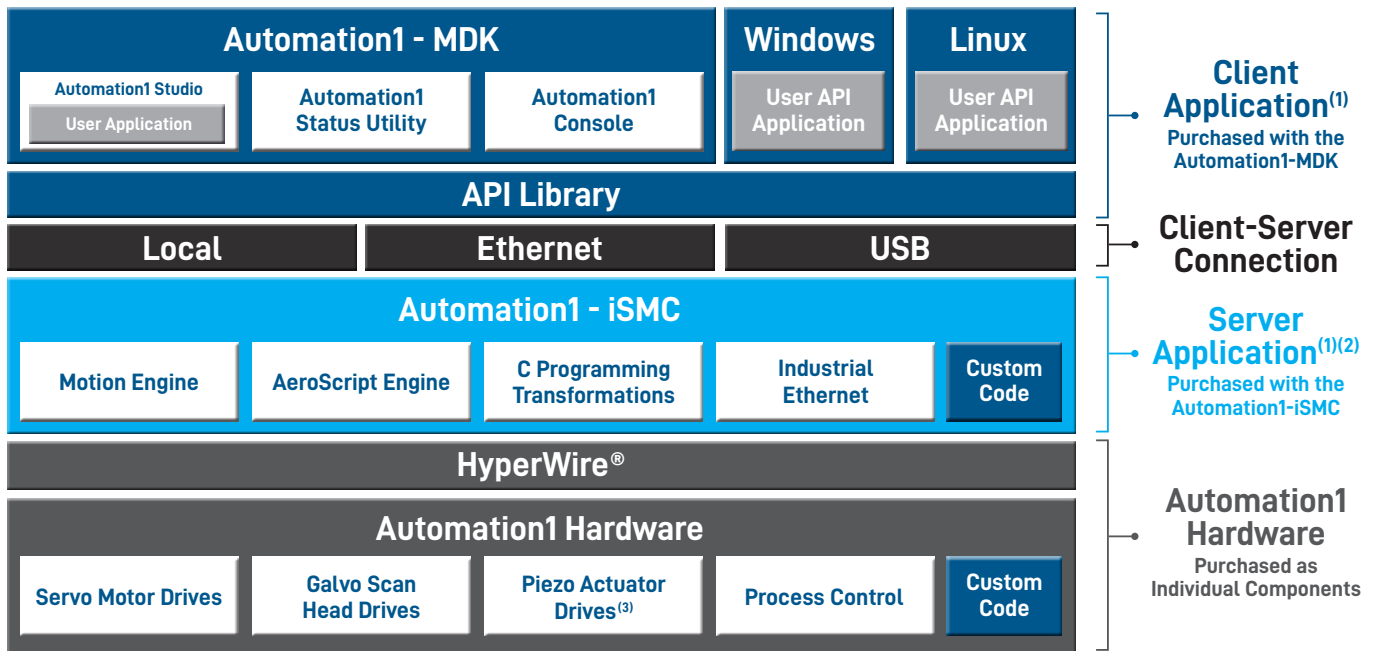 Automation1 - MDK
Automation1 Studio
User Application
Automation1
Status Utility
Automation1
Console
Windows
User API
Application
Linux
User API
Application
API Library
Client
Application(1)
Purchased with the
Automation1-MDK
Local
Ethernet
USB
Client-Server
Connection
Automation1 - iSMC
Motion Engine
AeroScript Engine
C Programming
Transformations
Industrial
Ethernet
Custom
Code
Server
Application(1)(2)
Purchased with the
Automation1-iSMC
HyperWire®
Automation1 Hardware
Servo Motor Drives
Galvo Scan
Head Drives
Piezo Actuator
Drives(3)
Process Control
Custom
Code
Automation1
Hardware
Purchased as
Individual Components